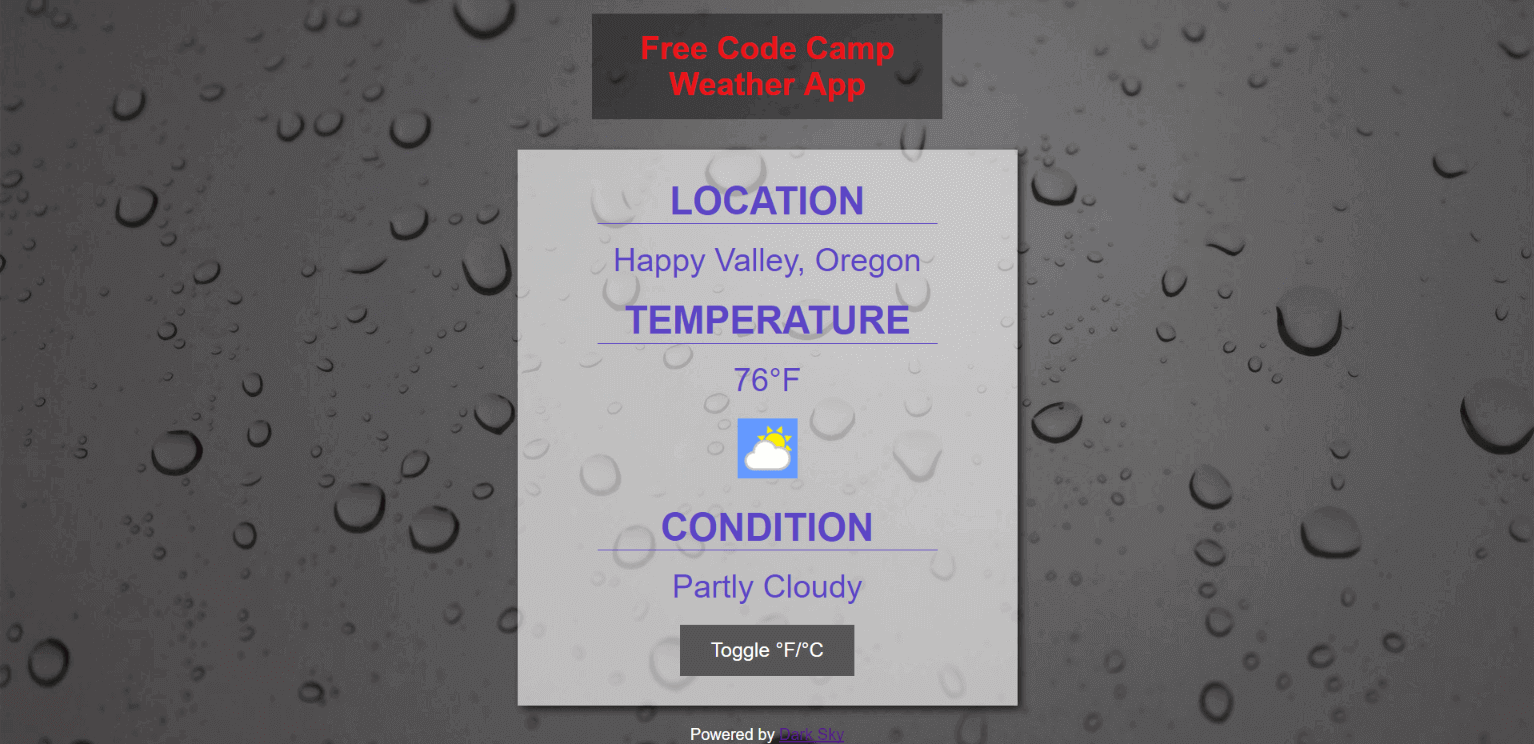 Free Code Camp
Weather App
LOCATION
Happy Valley, Oregon
TEMPERATURE
76°F
CONDITION
Partly Cloudy
Toggle °F/°C
Powered by Dark Sky